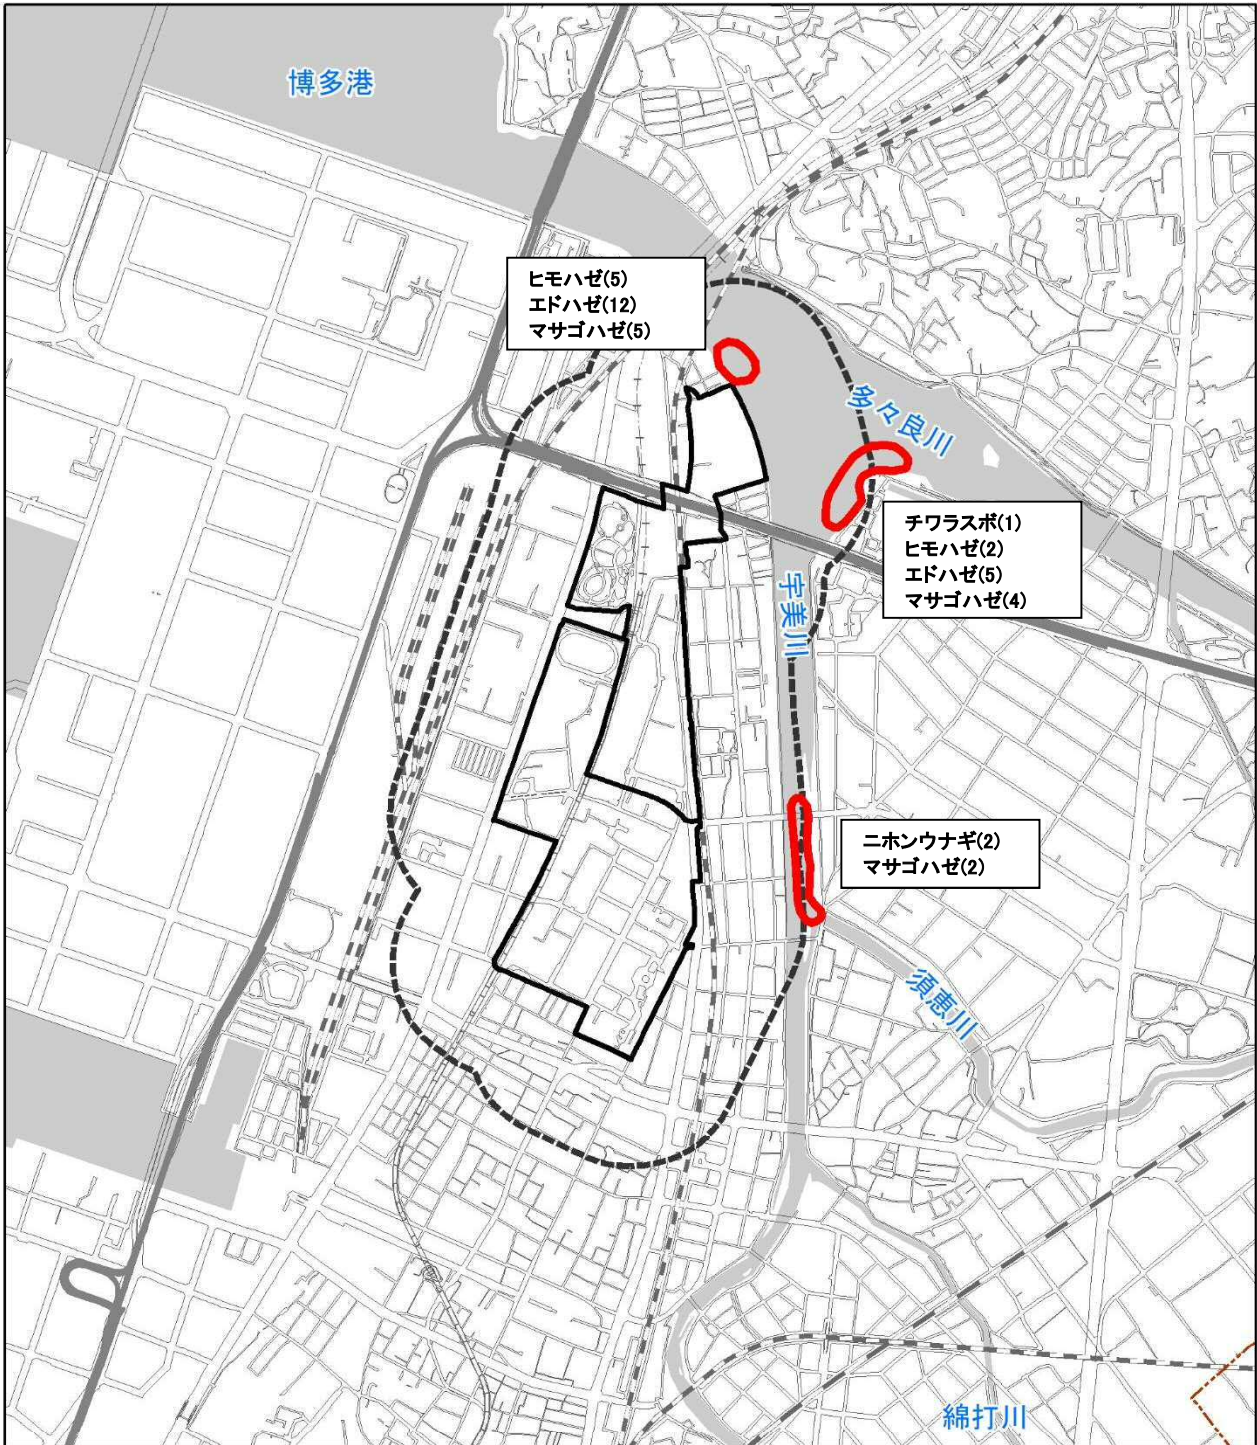 博多港
ヒモハゼ(5)
エドハゼ(12)
マサゴハゼ(5)
多々良川
チワラスボ(1)
ヒモハゼ(2)
エドハゼ(5)
マサゴハゼ(4)
宇美川
ニホンウナギ(2)
マサゴハゼ(2)
須恵川
綿打川